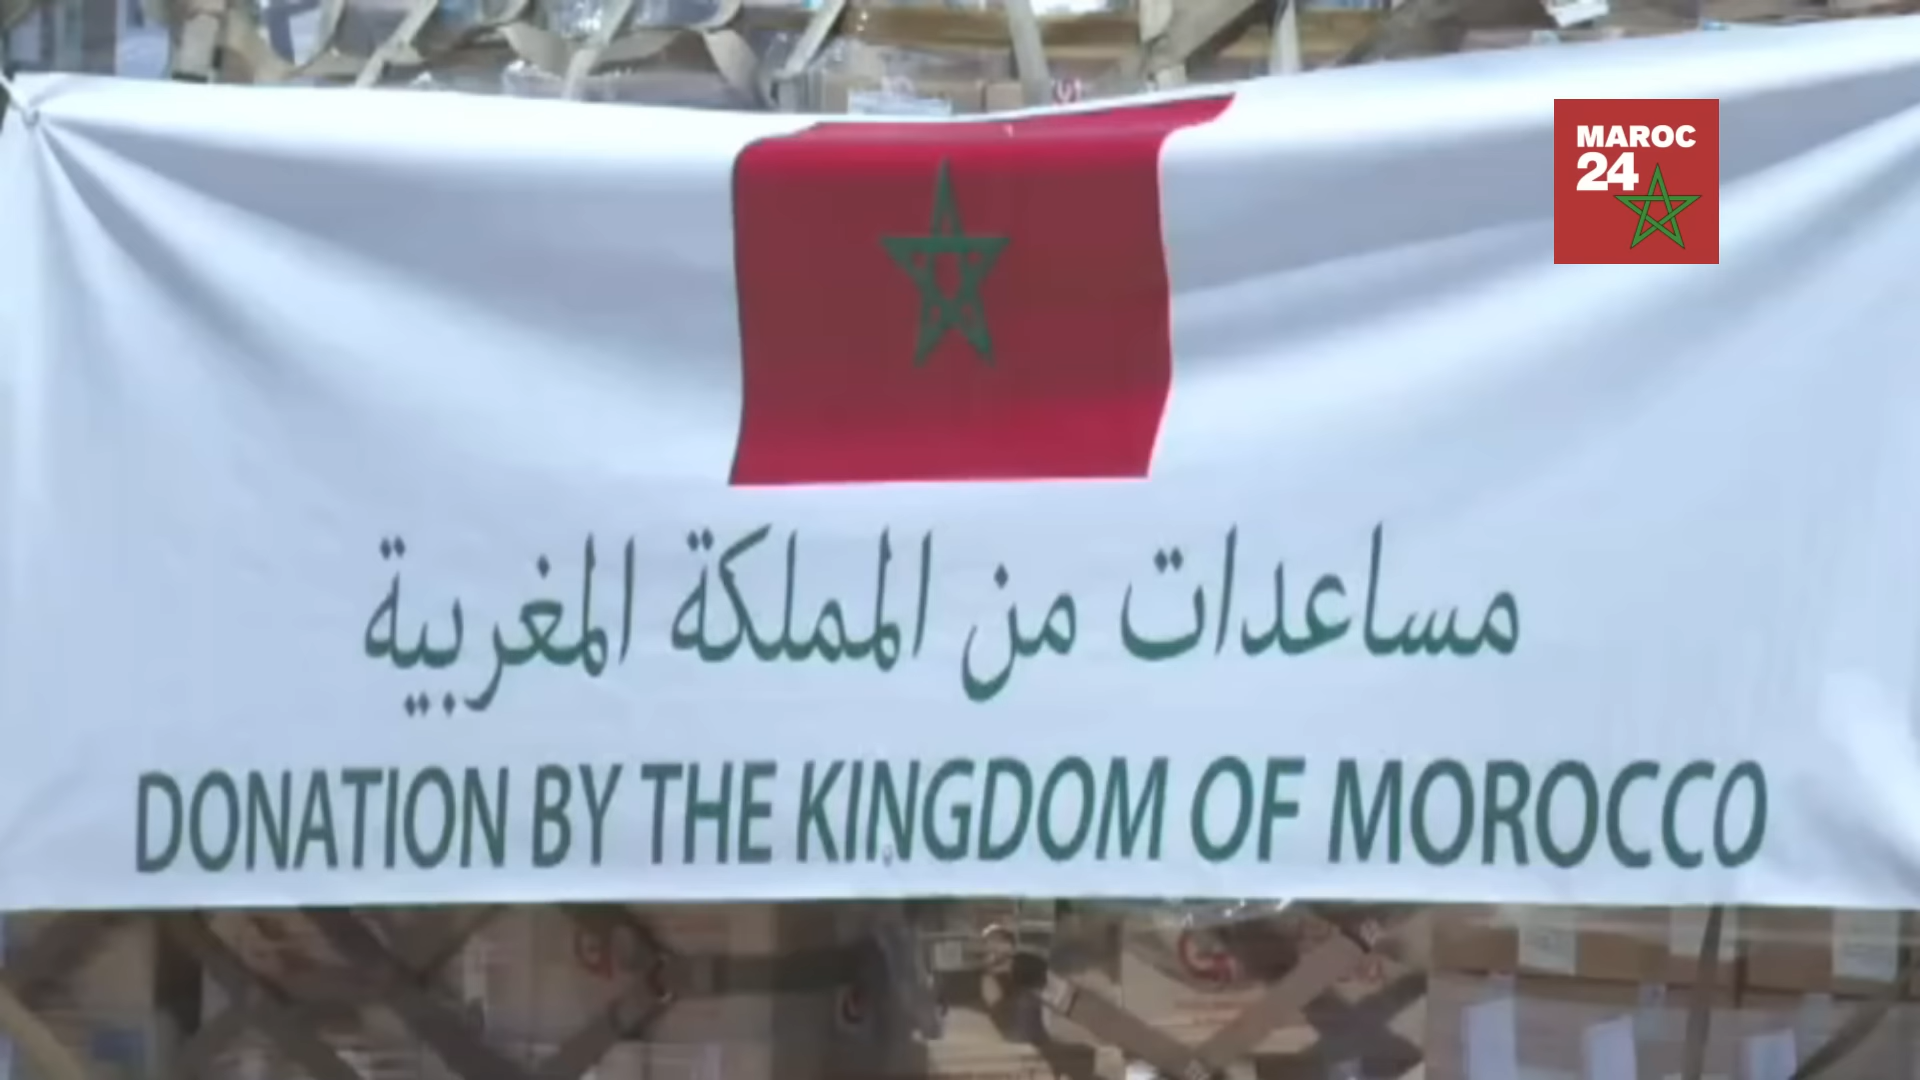 MAROC
24
مساعدات من المملكة المغربية
DONATION BY THE KINGDOM OF MOROCCO